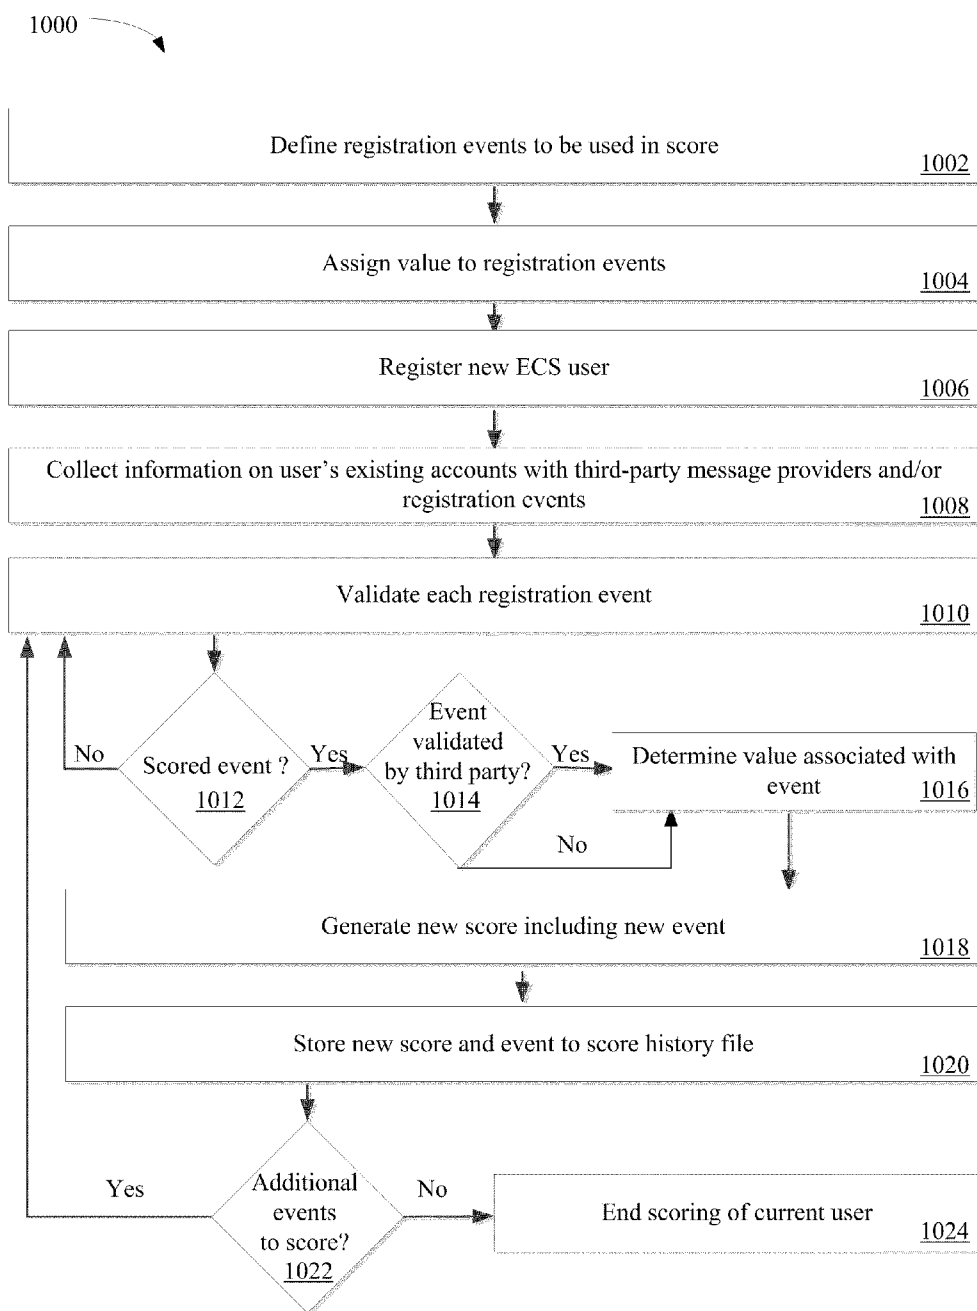 1000
Define registration events to be used in score
1002
Assign value to registration events
1004
Register new ECS user
1006
Collect information on user's existing accounts with third-party message providers and/or
registration events
1008
Validate each registration event
1010
No
Scored event ?
1012
Yes
Event
validated
by third party?
1014
Yes
No
Determine value associated with
event
1016
Generate new score including new event
1018
Store new score and event to score history file
1020
Yes
Additional
events
to score?
1022
No
End scoring of current user
1024